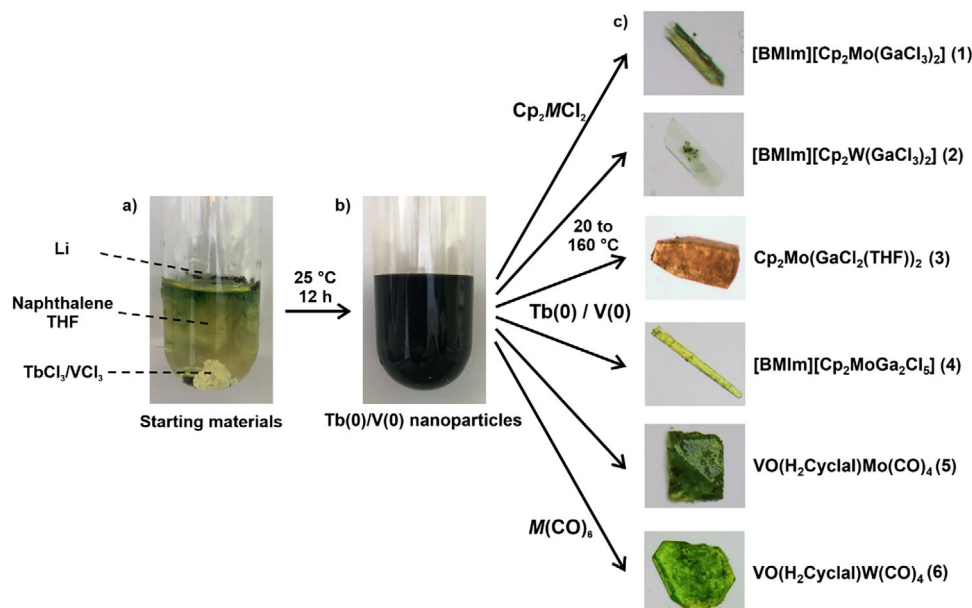 a)
Li
Naphthalene
THF
TbCl₃/VCl₃
Starting materials
25 °C
12 h
b)
Tb(0)/V(0) nanoparticles
Cp₂MCl₂
20 to
160 °C
Tb(0) / V(0)
M(CO)₆
c)
[BMIm][Cp₂Mo(GaCl₃)₂] (1)
[BMIm][Cp₂W(GaCl₃)₂] (2)
Cp₂Mo(GaCl₂(THF))₂ (3)
[BMIm][Cp₂MoGa₂Cl₅] (4)
VO(H₂Cyclal)Mo(CO)₄ (5)
VO(H₂Cyclal)W(CO)₄ (6)